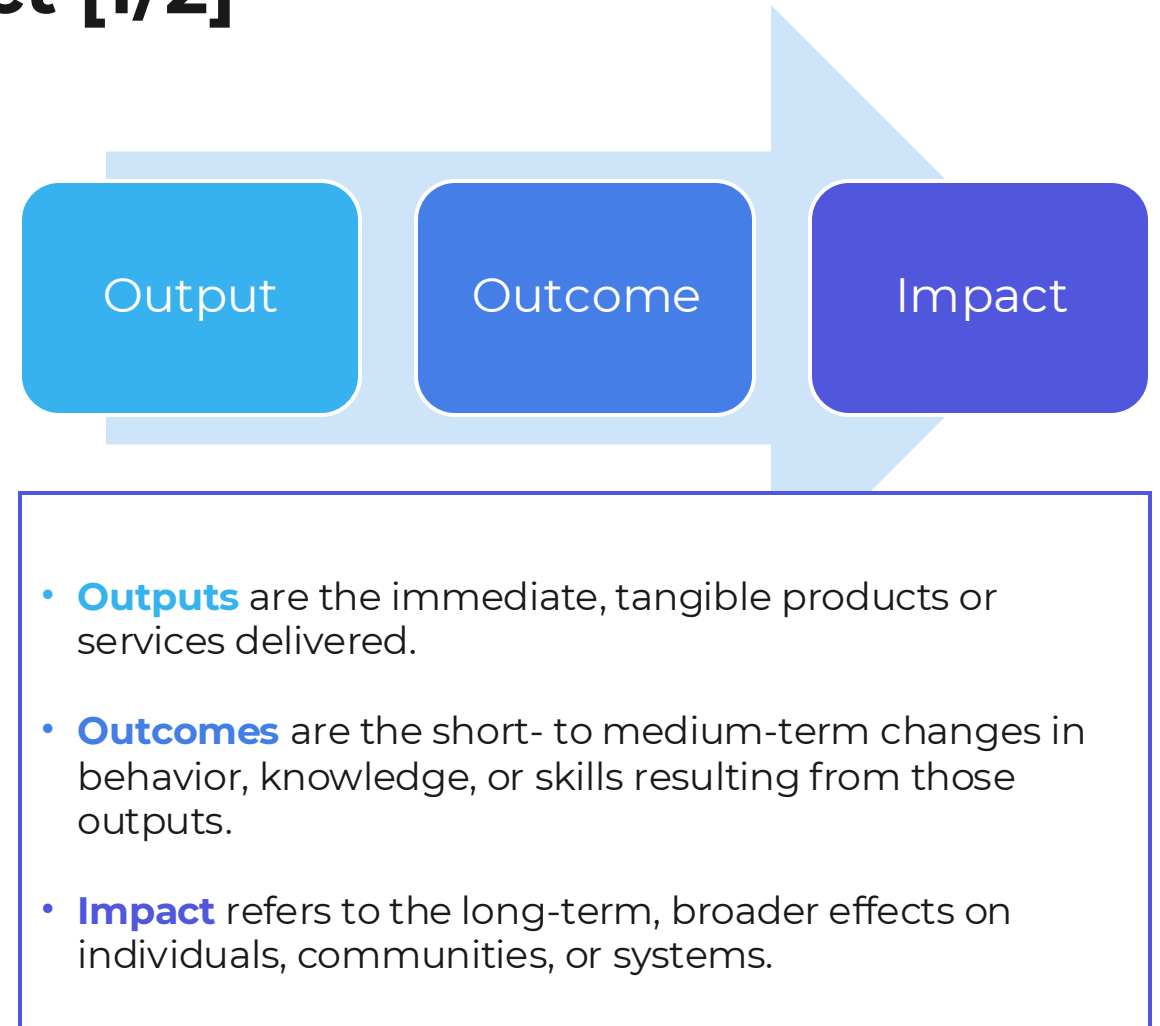 [1/2]
Output
Outcome
Impact
• Outputs are the immediate, tangible products or
services delivered.
• Outcomes are the short- to medium-term changes in
behavior, knowledge, or skills resulting from those
outputs.
• Impact refers to the long-term, broader effects on
individuals, communities, or systems.